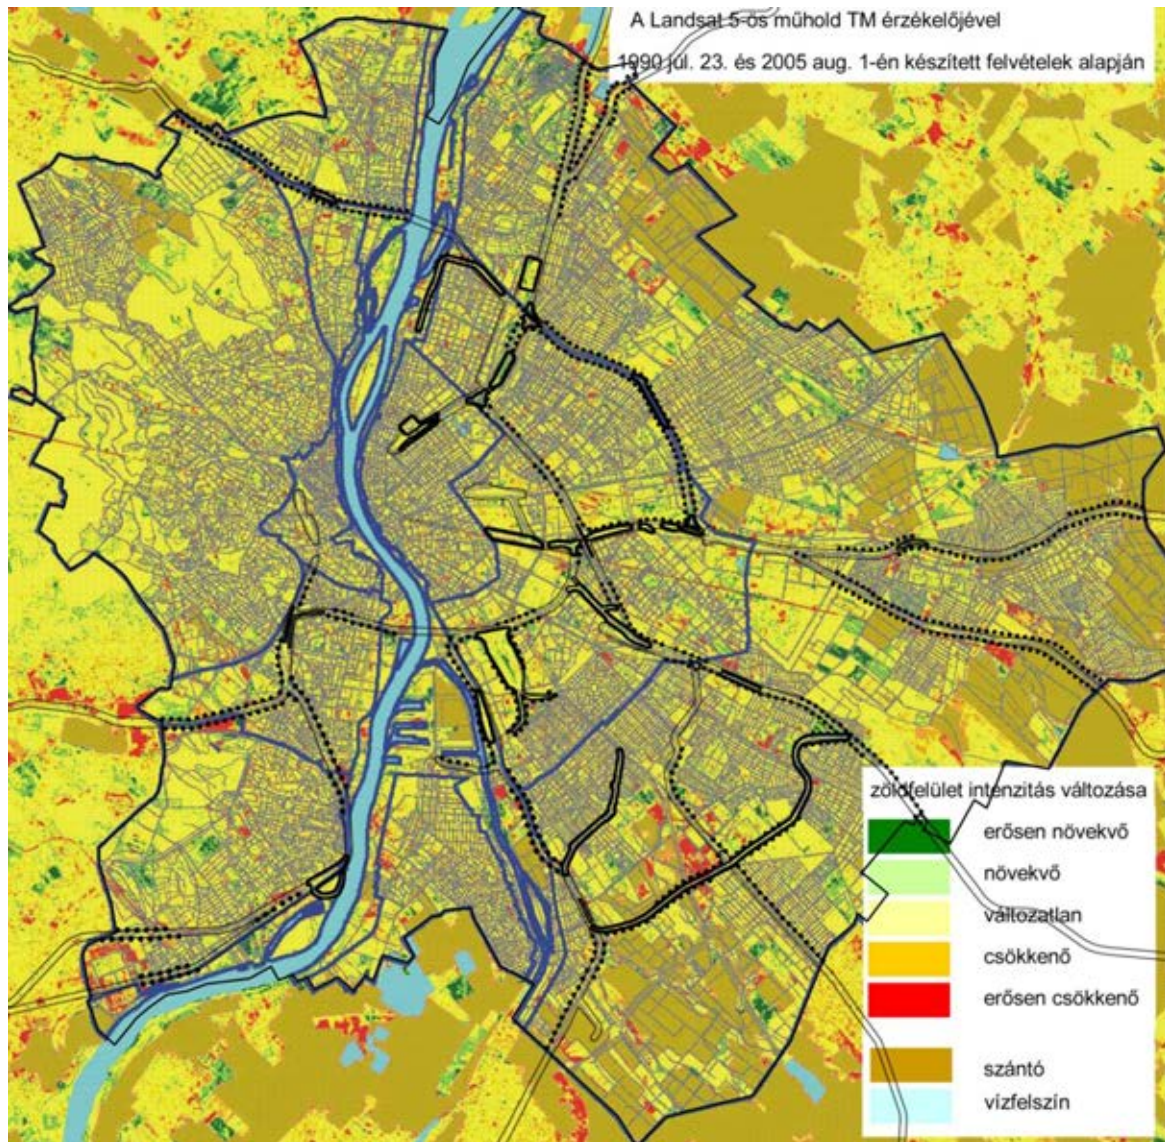 A Landsat 5-ös műhold TM érzékelőjével
1990 júl. 23. és 2005 aug. 1-én készített felvételek alapján
zöldfelület intenzitás változása
erősen növekvő
növekvő
változatlan
csökkenő
erősen csökkenő
szántó
vízfelszín